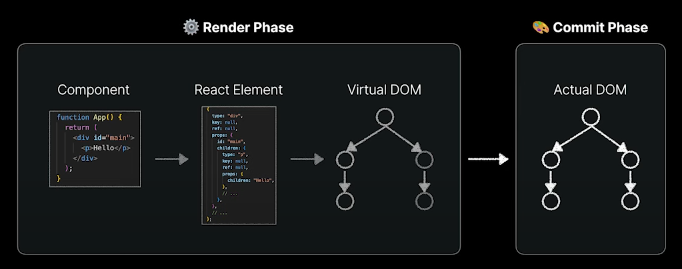 ⚙️ Render Phase
🎨 Commit Phase
Component
React Element
Virtual DOM
Actual DOM
function App() {
return (
<div id="main">
<p>Hello</p>
</div>
);
}
{
type: "div",
key: null,
ref: null,
props: {
id: "main",
children: {
type: "p",
key: null,
ref: null,
props: {
children: "Hello",
},
// ...
},
},
// ...
};